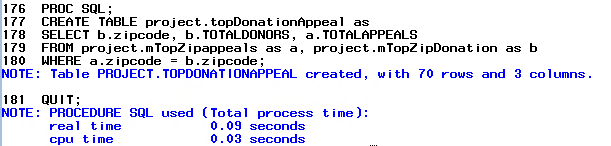 176  PROC SQL;
177  CREATE TABLE project.topDonationAppeal as
178  SELECT b.zipcode, b.TOTALDONORS, a.TOTALAPPEALS
179  FROM project.mTopZipappeals as a, project.mTopZipDonation as b
180  WHERE a.zipcode = b.zipcode;
NOTE: Table PROJECT.TOPDONATIONAPPEAL created, with 70 rows and 3 columns.
181  QUIT;
NOTE: PROCEDURE SQL used (Total process time):
real time           0.09 seconds
cpu time            0.03 seconds